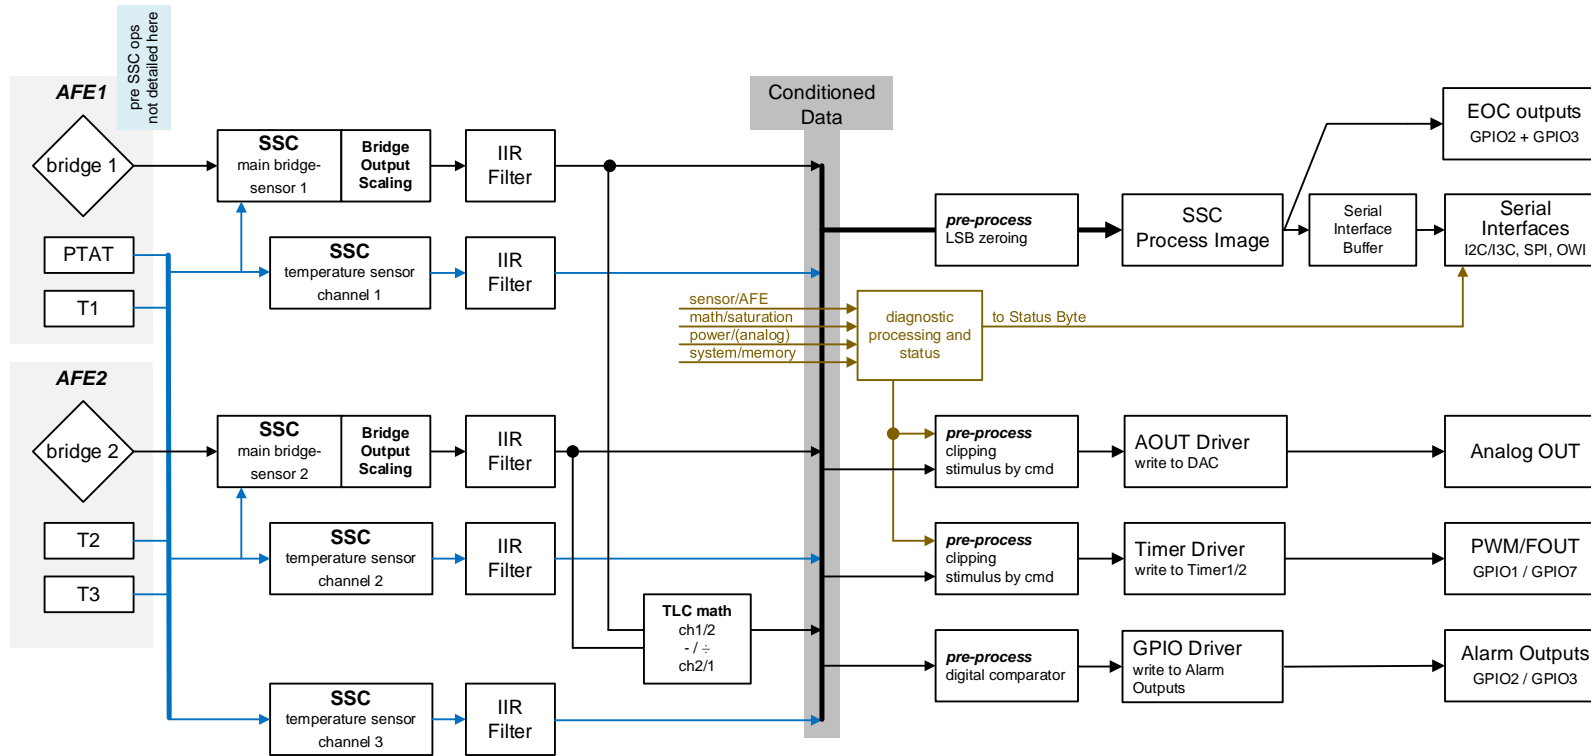 pre SSC ops
not detailed here
AFE1
bridge 1
PTAT
T1
AFE2
bridge 2
T2
T3
SSC
main bridge-
sensor 1
Bridge
Output
Scaling
IIR
Filter
SSC
temperature sensor
channel 1
IIR
Filter
SSC
main bridge-
sensor 2
Bridge
Output
Scaling
IIR
Filter
SSC
temperature sensor
channel 2
IIR
Filter
TLC math
ch1/2
- / ÷
ch2/1
SSC
temperature sensor
channel 3
IIR
Filter
Conditioned
Data
sensor/AFE
math/saturation
power/(analog)
system/memory
diagnostic
processing and
status
to Status Byte
pre-process
LSB zeroing
SSC
Process Image
Serial
Interface
Buffer
EOC outputs
GPIO2 + GPIO3
Serial
Interfaces
I2C/I3C, SPI, OWI
pre-process
clipping
stimulus by cmd
AOUT Driver
write to DAC
Analog OUT
pre-process
clipping
stimulus by cmd
Timer Driver
write to Timer1/2
PWM/FOUT
GPIO1 / GPIO7
pre-process
digital comparator
GPIO Driver
write to Alarm
Outputs
Alarm Outputs
GPIO2 / GPIO3